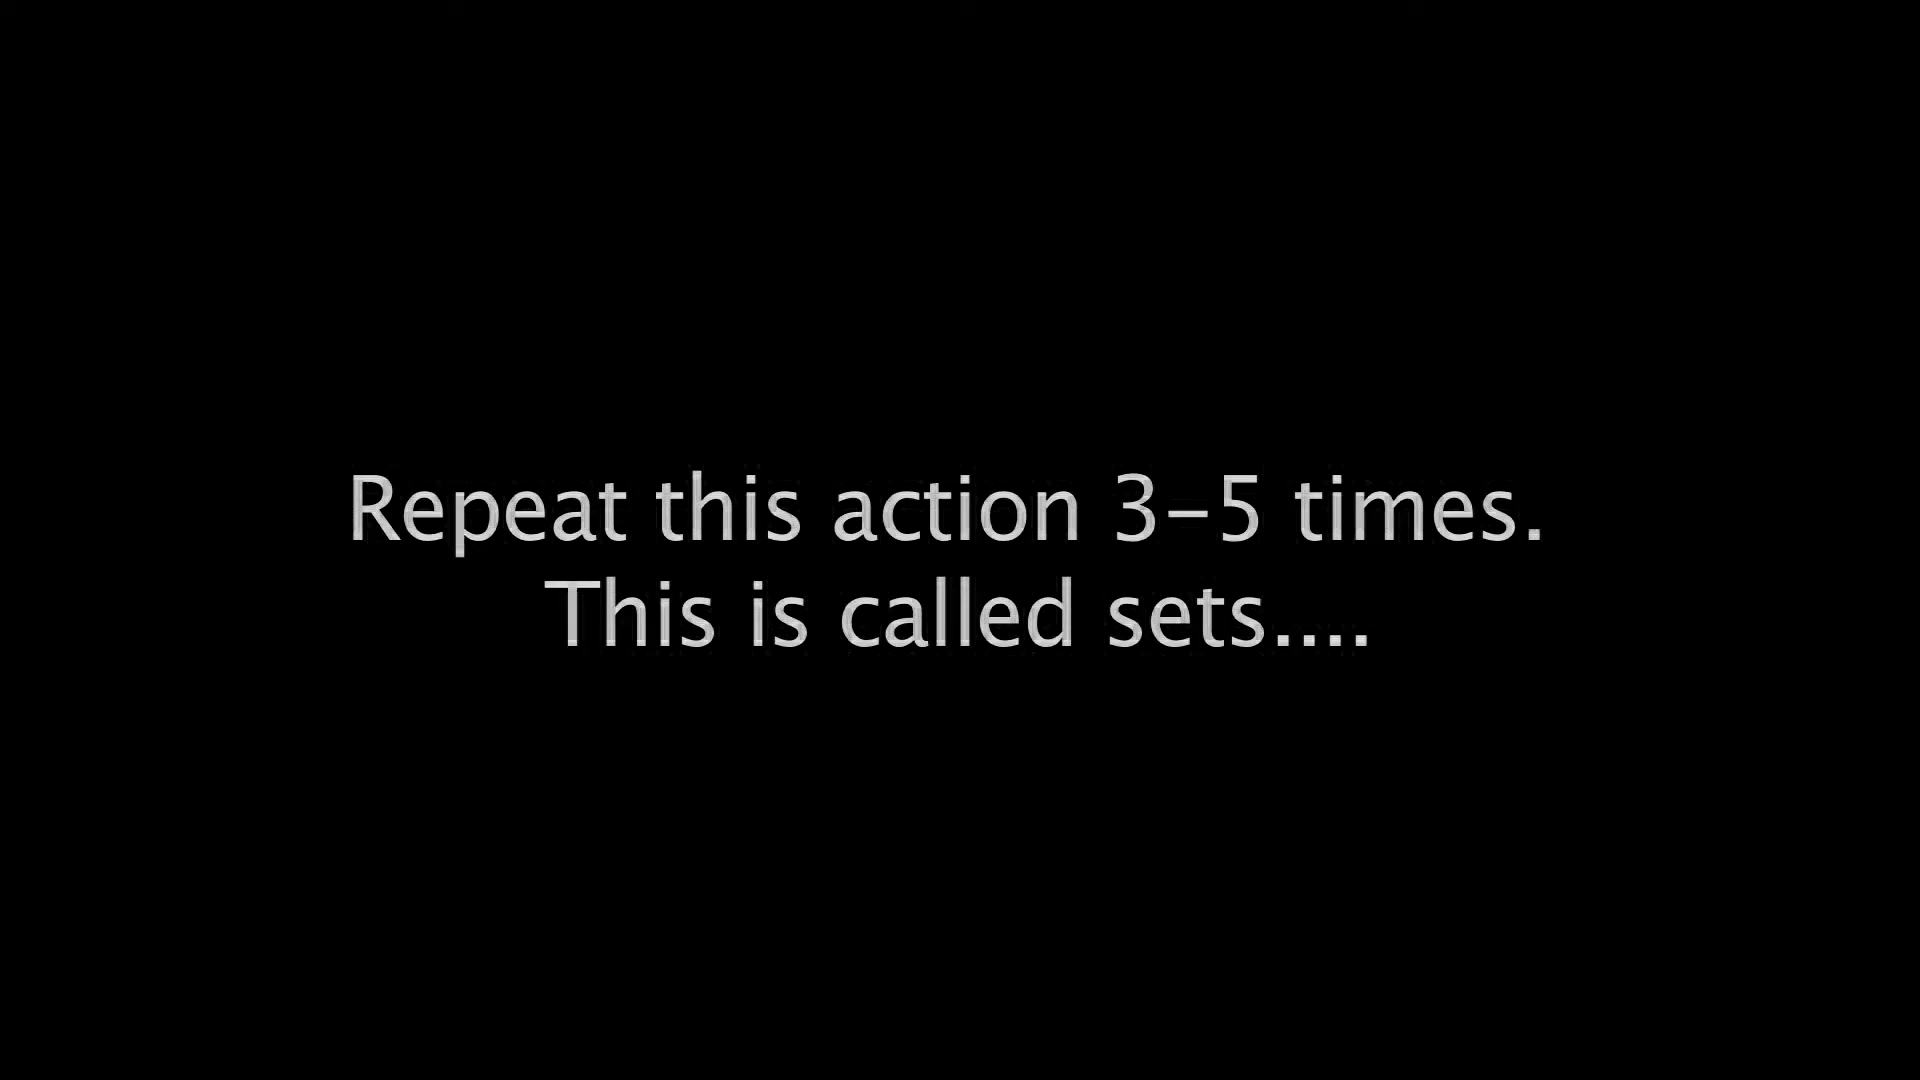 Repeat this action 3-5 times.
This is called sets....